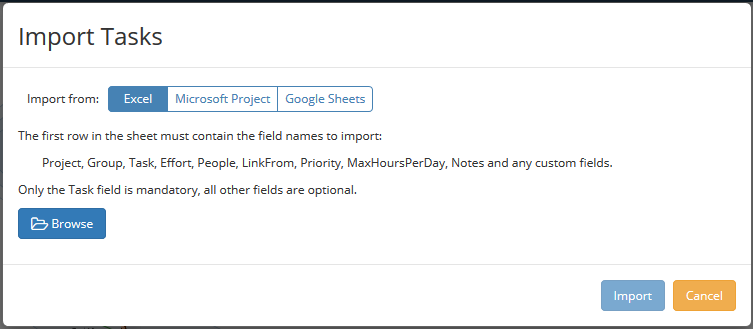 Import Tasks
Import from: Excel Microsoft Project Google Sheets
The first row in the sheet must contain the field names to import:
Project, Group, Task, Effort, People, LinkFrom, Priority, MaxHoursPerDay, Notes and any custom fields.
Only the Task field is mandatory, all other fields are optional.
Browse
Import Cancel